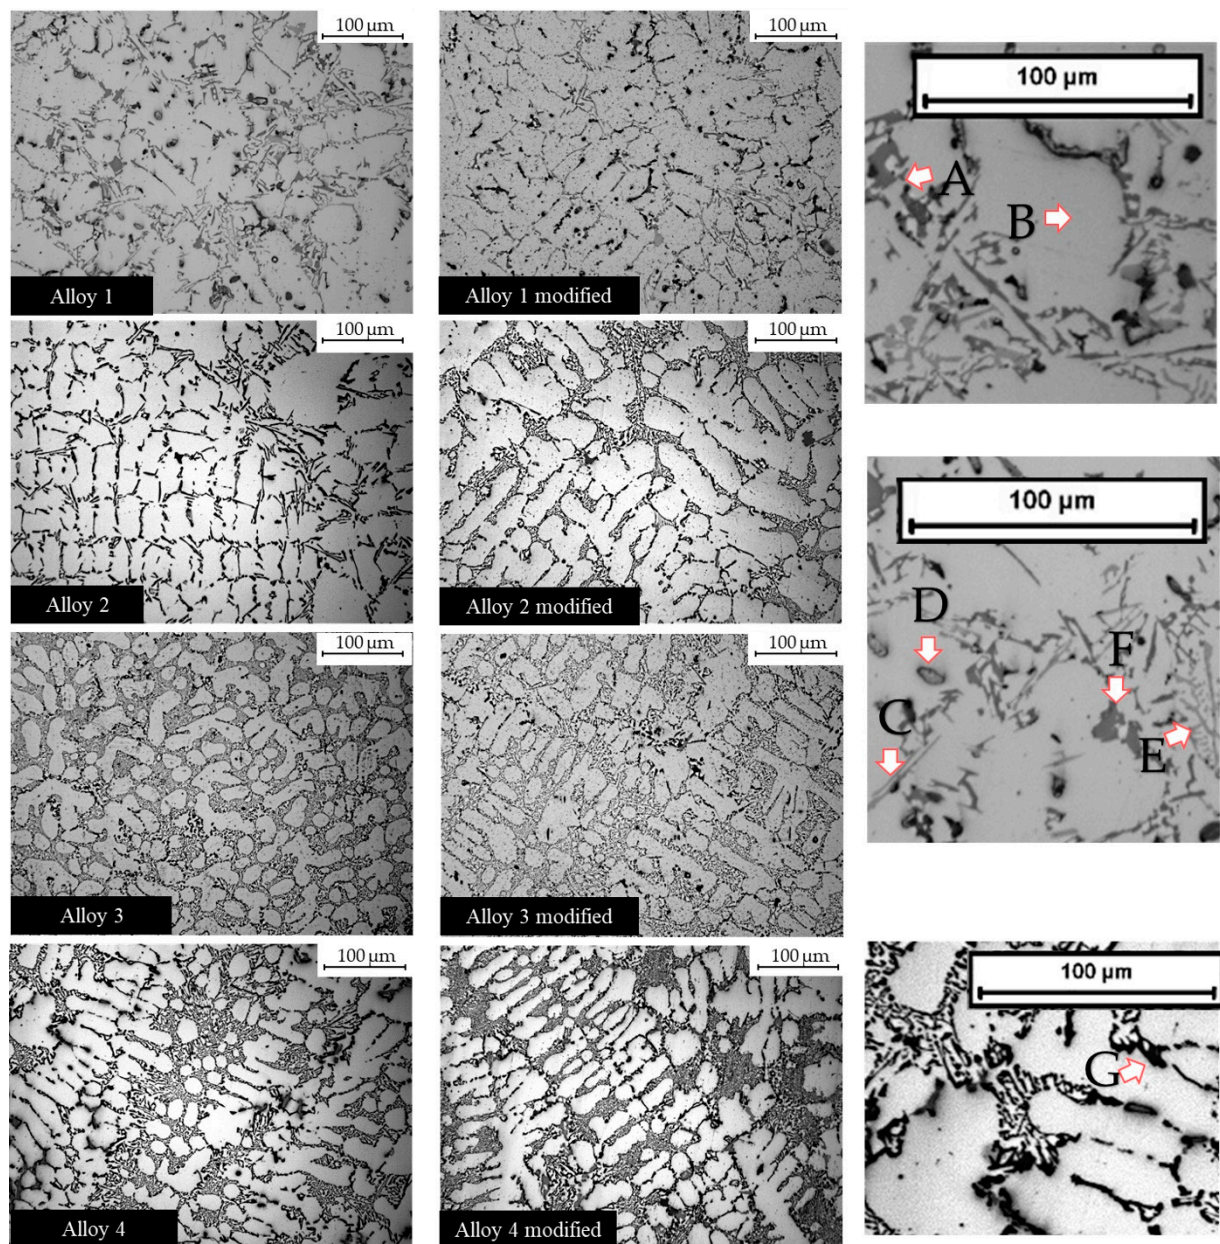 100 µm
100 µm
Alloy 1
Alloy 1 modified
100 µm
100 µm
Alloy 2
Alloy 2 modified
100 µm
100 µm
Alloy 3
Alloy 3 modified
100 µm
100 µm
Alloy 4
Alloy 4 modified
100 µm
A
B
100 µm
D
F
C
E
100 µm
G